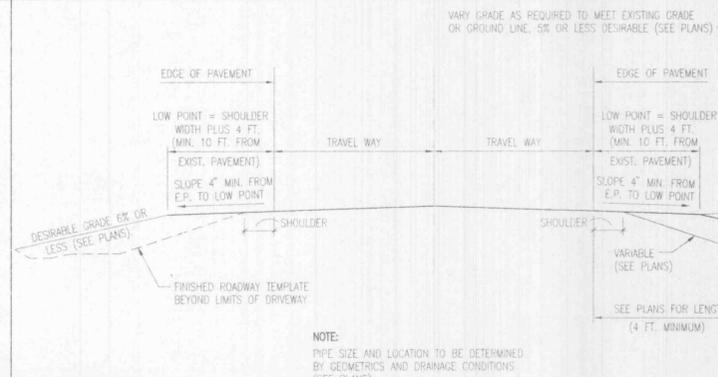 VARY GRADE AS REQUIRED TO MEET EXISTING GRADE
OR GROUND LINE, 5% OR LESS DESIRABLE (SEE PLANS)
EDGE OF PAVEMENT
EDGE OF PAVEMENT
LOW POINT = SHOULDER
WIDTH PLUS 4 FT.
(MIN. 10 FT. FROM
EXIST. PAVEMENT)
SLOPE 4" MIN. FROM
E.P. TO LOW POINT
TRAVEL WAY
TRAVEL WAY
LOW POINT = SHOULDER
WIDTH PLUS 4 FT.
(MIN. 10 FT. FROM
EXIST. PAVEMENT)
SLOPE 4" MIN. FROM
E.P. TO LOW POINT
DESIRABLE GRADE 6% OR
LESS (SEE PLANS).
SHOULDER
SHOULDER
VARIABLE
(SEE PLANS)
FINISHED ROADWAY TEMPLATE
BEYOND LIMITS OF DRIVEWAY
SEE PLANS FOR LENGT
(4 FT. MINIMUM)
NOTE:
PIPE SIZE AND LOCATION TO BE DETERMINED
BY GEOMETRICS AND DRAINAGE CONDITIONS
(SEE PLANS)